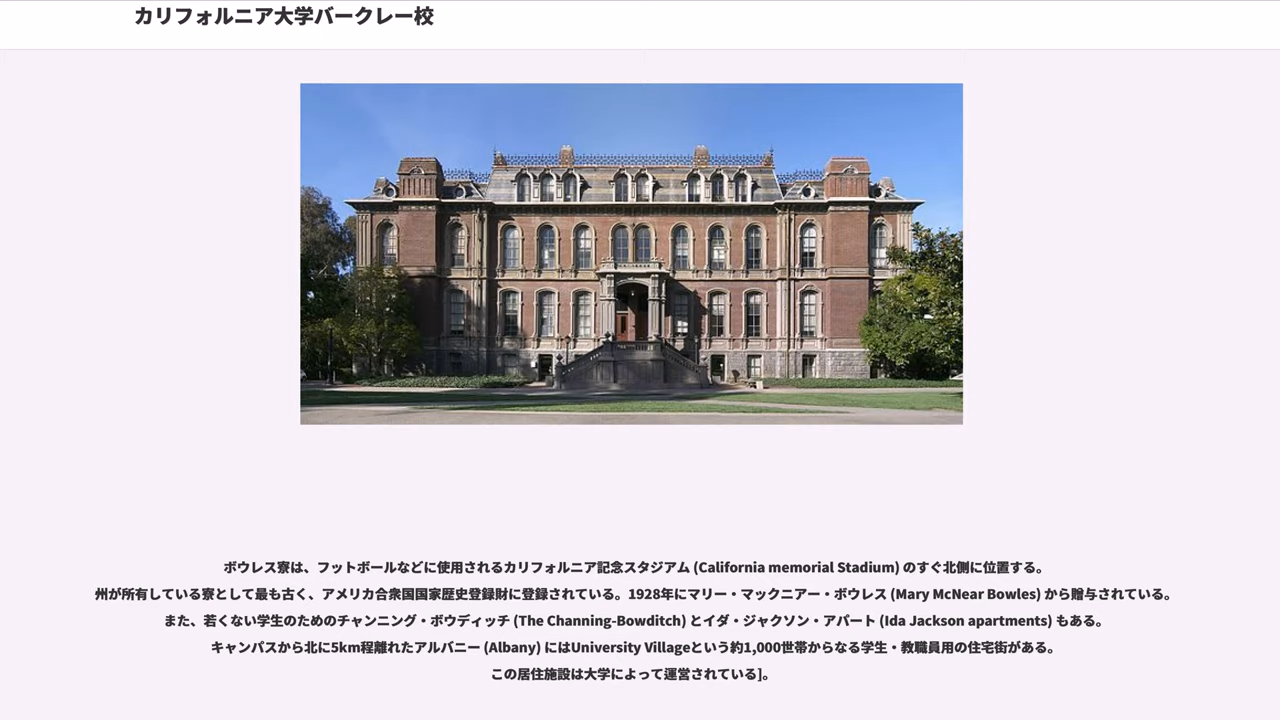 カリフォルニア大学バークレー校
ボウレス寮は、フットボールなどに使用されるカリフォルニア記念スタジアム (California memorial Stadium) のすぐ北側に位置する。
州が所有している寮として最も古く、アメリカ合衆国国家歴史登録財に登録されている。1928年にマリー・マックニアー・ボウレス (Mary McNear Bowles) から贈与されている。
また、若くない学生のためのチャンニング・ボウディッチ (The Channing-Bowditch) とイダ・ジャクソン・アパート (Ida Jackson apartments) もある。
キャンパスから北に5km程離れたアルバニー (Albany) にはUniversity Villageという約1,000世帯からなる学生・教職員用の住宅街がある。
この居住施設は大学によって運営されている]。